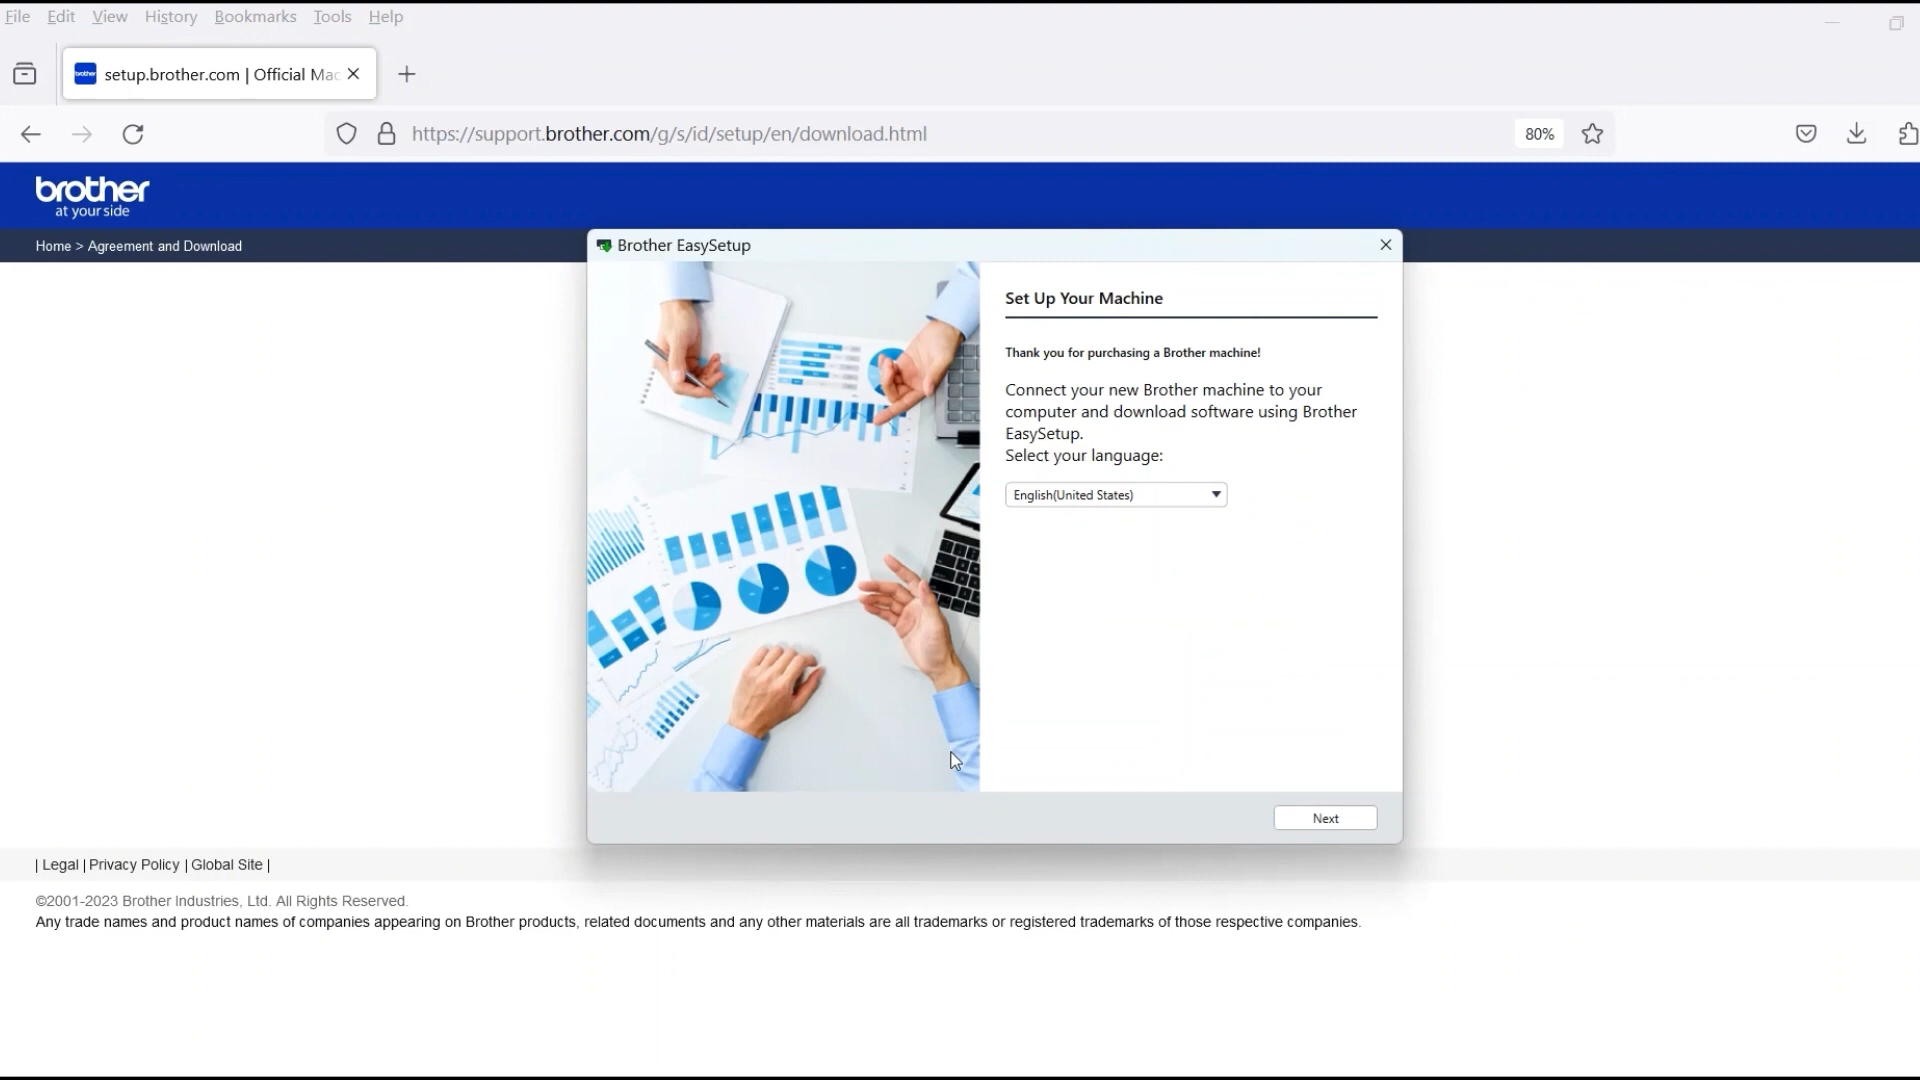 File Edit View History Bookmarks Tools Help
setup.brother.com | Official Mac
https://support.brother.com/g/s/id/setup/en/download.html
80%
brother
at your side
Home > Agreement and Download
Brother EasySetup
Set Up Your Machine
Thank you for purchasing a Brother machine!
Connect your new Brother machine to your
computer and download software using Brother
EasySetup.
Select your language:
English(United States)
Next
| Legal | Privacy Policy | Global Site |
©2001-2023 Brother Industries, Ltd. All Rights Reserved.
Any trade names and product names of companies appearing on Brother products, related documents and any other materials are all trademarks or registered trademarks of those respective companies.